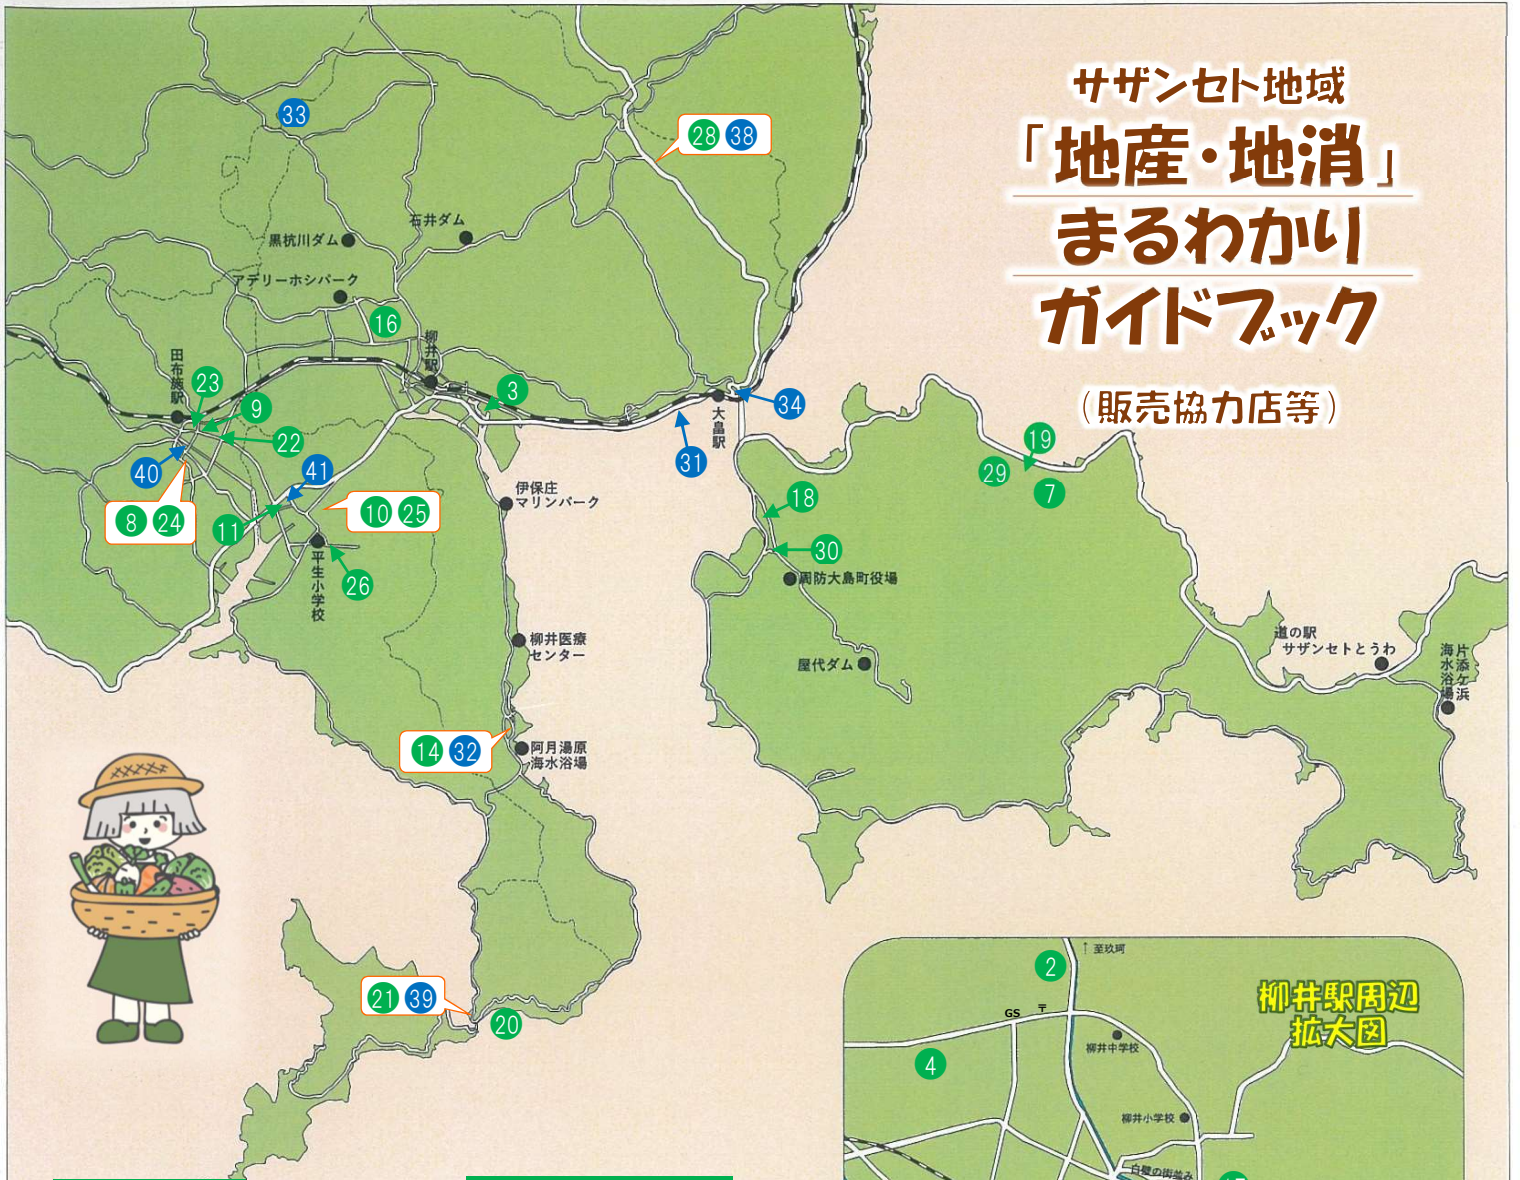 サザンセト地域
「地産・地消」
まるわかり
ガイドブック
(販売協力店等)
33
28 38
石井ダム
黒杭川ダム
アデリーホシパーク
16
柳井駅
田布施駅
23
9
22
3
34
大畠駅
31
40
41
8 24
11
10 25
平生小学校
26
伊保庄
マリンパーク
19
29
7
18
30
周防大島町役場
屋代ダム
道の駅
サザンセトとうわ
片添ケ浜
海水浴場
柳井医療
センター
14 32
阿月湯原
海水浴場
21 39
20
柳井駅周辺
拡大図
↑至玖珂
2
GS
〒
柳井中学校
4
柳井小学校
白壁の街並み